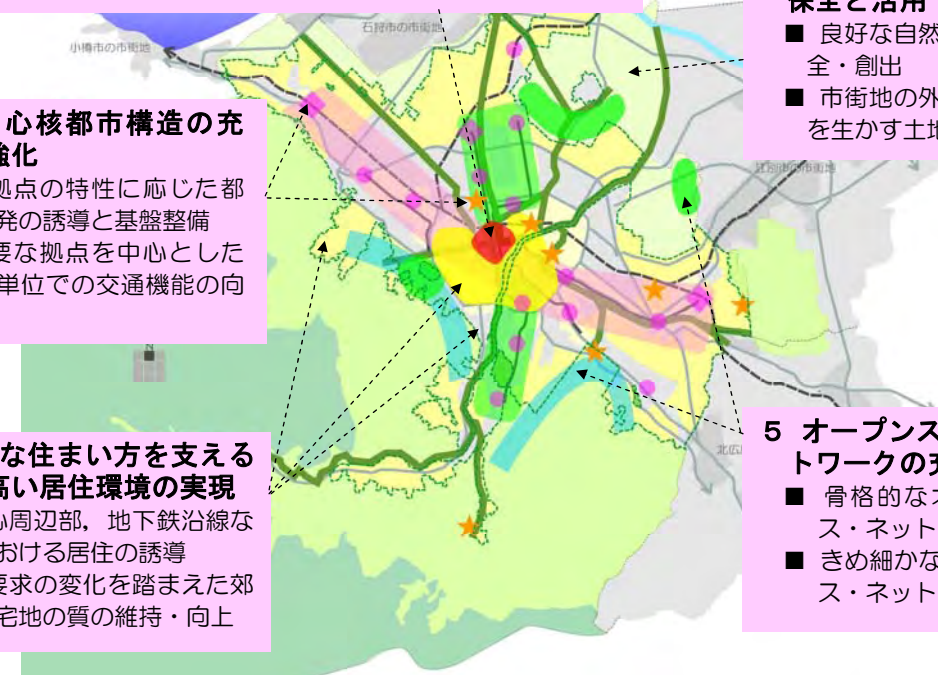 石狩市の市街地
小樽市の市街地
保全と活用
■ 良好な自然
全・創出
■ 市街地の外
を生かす土地
江別市の市街地
心核都市構造の充
強化
拠点の特性に応じた都
発の誘導と基盤整備
要な拠点を中心とした
単位での交通機能の向
N
な住まい方を支える
高い居住環境の実現
心周辺部，地下鉄沿線な
おける居住の誘導
要求の変化を踏まえた郊
宅地の質の維持・向上
5 オープンス
トワークの充
■ 骨格的な
ス・ネット
■ きめ細かな
ス・ネット
北広